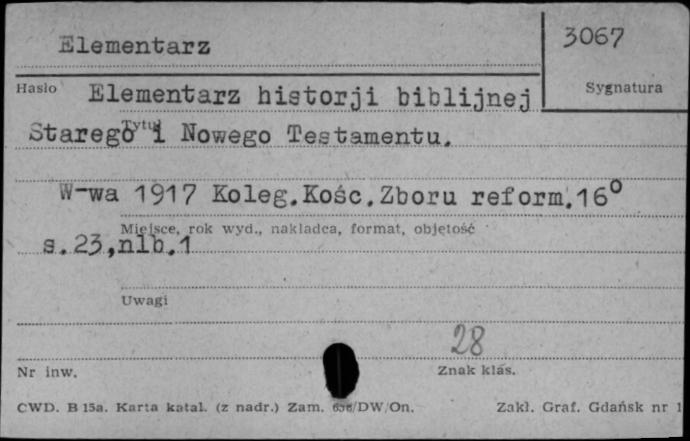 Elementarz
3067
Hasło
Sygnatura
Elementarz historji biblijnej
Starego i Nowego Testamentu.
Tytuł
W-wa 1917 Koleg.Kośc.Zboru reform.16°
Miejsce, rok wyd., nakładca, format, objętość
s.23,nlb.1
Uwagi
28
Nr inw.
Znak klas.
CWD. B 15a. Karta katal. (z nadr.) Zam. /DW/On.
Zakł. Graf. Gdańsk nr 1